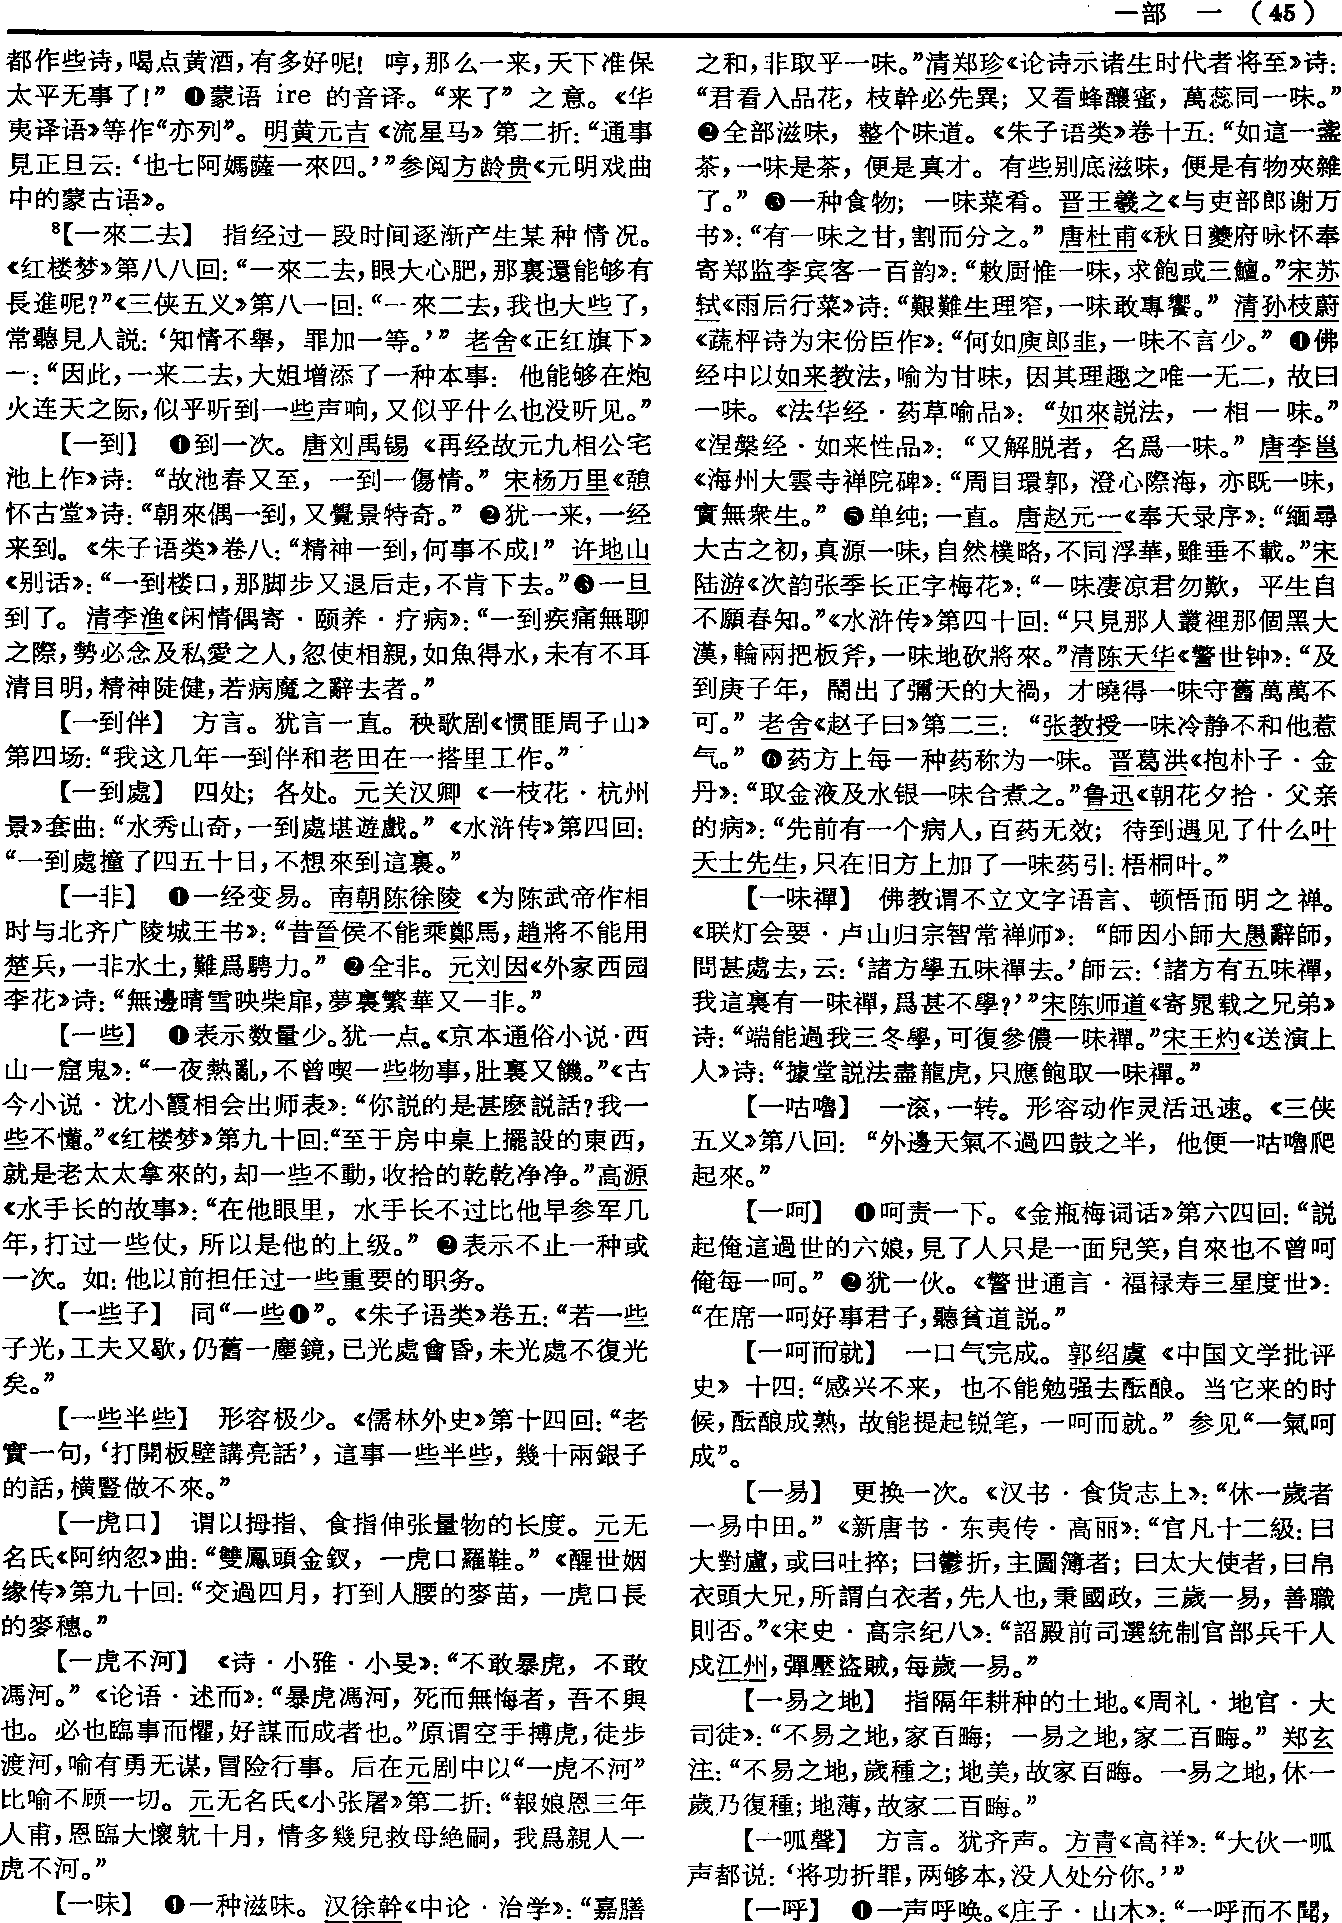 一部　一　（45）
都作些诗，喝点黄酒，有多好呢！哼，那么一来，天下准保
太平无事了！”❹蒙语 ire 的音译。“来了”之意。《华
夷译语》等作“亦列”。明黄元吉《流星马》第二折：“通事
見正旦云：‘也七阿媽薩一來四。’”参阅方龄贵《元明戏曲
中的蒙古语》。
⁸【一來二去】　指经过一段时间逐渐产生某种情况。
《红楼梦》第八八回：“一來二去，眼大心肥，那裏還能够有
長進呢？”《三侠五义》第八一回：“一來二去，我也大些了，
常聽見人説：‘知情不舉，罪加一等。’”老舍《正红旗下》
一：“因此，一来二去，大姐增添了一种本事：他能够在炮
火连天之际，似乎听到一些声响，又似乎什么也没听见。”
【一到】　❶到一次。唐刘禹锡《再经故元九相公宅
池上作》诗：“故池春又至，一到一傷情。”宋杨万里《憩
怀古堂》诗：“朝來偶一到，又覺景特奇。”❷犹一来，一经
来到。《朱子语类》卷八：“精神一到，何事不成！”许地山
《别话》：“一到楼口，那脚步又退后走，不肯下去。”❸一旦
到了。清李渔《闲情偶寄·颐养·疗病》：“一到疾痛無聊
之際，勢必念及私愛之人，忽使相親，如魚得水，未有不耳
清目明，精神陡健，若病魔之辭去者。”
【一到伴】　方言。犹言一直。秧歌剧《惯匪周子山》
第四场：“我这几年一到伴和老田在一搭里工作。”
【一到處】　四处；各处。元关汉卿《一枝花·杭州
景》套曲：“水秀山奇，一到處堪遊戲。”《水浒传》第四回：
“一到處撞了四五十日，不想來到這裏。”
【一非】　❶一经变易。南朝陈徐陵《为陈武帝作相
时与北齐广陵城王书》：“昔晉侯不能乘鄭馬，趙將不能用
楚兵，一非水土，難爲騁力。”❷全非。元刘因《外家西园
李花》诗：“無邊晴雪映柴扉，夢裏繁華又一非。”
【一些】　❶表示数量少。犹一点。《京本通俗小说·西
山一窟鬼》：“一夜熱亂，不曾喫一些物事，肚裏又饑。”《古
今小说·沈小霞相会出师表》：“你説的是甚麽説話？我一
些不懂。”《红楼梦》第九十回：“至于房中桌上擺設的東西，
就是老太太拿來的，却一些不動，收拾的乾乾净净。”高源
《水手长的故事》：“在他眼里，水手长不过比他早参军几
年，打过一些仗，所以是他的上级。”❷表示不止一种或
一次。如：他以前担任过一些重要的职务。
【一些子】　同“一些❶”。《朱子语类》卷五：“若一些
子光，工夫又歇，仍舊一塵鏡，已光處會昏，未光處不復光
矣。”
【一些半些】　形容极少。《儒林外史》第十四回：“老
實一句，‘打開板壁講亮話’，這事一些半些，幾十兩銀子
的話，横豎做不來。”
【一虎口】　谓以拇指、食指伸张量物的长度。元无
名氏《阿纳忽》曲：“雙鳳頭金釵，一虎口羅鞋。”《醒世姻
缘传》第九十回：“交過四月，打到人腰的麥苗，一虎口長
的麥穗。”
【一虎不河】　《诗·小雅·小旻》：“不敢暴虎，不敢
馮河。”《论语·述而》：“暴虎馮河，死而無悔者，吾不與
也。必也臨事而懼，好謀而成者也。”原谓空手搏虎，徒步
渡河，喻有勇无谋，冒险行事。后在元剧中以“一虎不河”
比喻不顾一切。元无名氏《小张屠》第二折：“報娘恩三年
人甫，恩臨大懷躭十月，情多幾兒救母絶嗣，我爲親人一
虎不河。”
【一味】　❶一种滋味。汉徐幹《中论·治学》：“嘉膳
之和，非取乎一味。”清郑珍《论诗示诸生时代者将至》诗：
“君看入品花，枝幹必先異；又看蜂釀蜜，萬蕊同一味。”
❷全部滋味，整个味道。《朱子语类》卷十五：“如這一盞
茶，一味是茶，便是真才。有些别底滋味，便是有物夾雜
了。”❸一种食物；一味菜肴。晋王羲之《与吏部郎谢万
书》：“有一味之甘，割而分之。”唐杜甫《秋日夔府咏怀奉
寄郑监李宾客一百韵》：“敕厨惟一味，求飽或三鱣。”宋苏
轼《雨后行菜》诗：“艱難生理窄，一味敢專饗。”清孙枝蔚
《蔬枰诗为宋份臣作》：“何如庾郎韭，一味不言少。”❹佛
经中以如来教法，喻为甘味，因其理趣之唯一无二，故曰
一味。《法华经·药草喻品》：“如來説法，一相一味。”
《涅槃经·如来性品》：“又解脱者，名爲一味。”唐李邕
《海州大雲寺禅院碑》：“周目環郭，澄心際海，亦既一味，
實無衆生。”❺单纯；一直。唐赵元一《奉天录序》：“緬尋
大古之初，真源一味，自然樸略，不同浮華，雖垂不載。”宋
陆游《次韵张季长正字梅花》：“一味凄凉君勿歎，平生自
不願春知。”《水浒传》第四十回：“只見那人叢裡那個黑大
漢，輪兩把板斧，一味地砍將來。”清陈天华《警世钟》：“及
到庚子年，鬧出了彌天的大禍，才曉得一味守舊萬萬不
可。”老舍《赵子曰》第二三：“张教授一味冷静不和他惹
气。”❻药方上每一种药称为一味。晋葛洪《抱朴子·金
丹》：“取金液及水银一味合煮之。”鲁迅《朝花夕拾·父亲
的病》：“先前有一个病人，百药无效；待到遇见了什么叶
天士先生，只在旧方上加了一味药引：梧桐叶。”
【一味禪】　佛教谓不立文字语言、顿悟而明之禅。
《联灯会要·卢山归宗智常禅师》：“師因小師大愚辭師，
問甚處去，云：‘諸方學五味禪去。’師云：‘諸方有五味禪，
我這裏有一味禪，爲甚不學？’”宋陈师道《寄晁载之兄弟》
诗：“端能過我三冬學，可復參儂一味禪。”宋王灼《送演上
人》诗：“據堂説法盡龍虎，只應飽取一味禪。”
【一咕嚕】　一滚，一转。形容动作灵活迅速。《三侠
五义》第八回：“外邊天氣不過四鼓之半，他便一咕嚕爬
起來。”
【一呵】　❶呵责一下。《金瓶梅词话》第六四回：“説
起俺這過世的六娘，見了人只是一面兒笑，自來也不曾呵
俺每一呵。”❷犹一伙。《警世通言·福禄寿三星度世》：
“在席一呵好事君子，聽貧道説。”
【一呵而就】　一口气完成。郭绍虞《中国文学批评
史》十四：“感兴不来，也不能勉强去酝酿。当它来的时
候，酝酿成熟，故能提起锐笔，一呵而就。”参见“一氣呵
成”。
【一易】　更换一次。《汉书·食货志上》：“休一歲者
一易中田。”《新唐书·东夷传·高丽》：“官凡十二級：曰
大對盧，或曰吐捽；曰鬱折，主圖簿者；曰太大使者，曰帛
衣頭大兄，所謂白衣者，先人也，秉國政，三歲一易，善職
則否。”《宋史·高宗纪八》：“詔殿前司選統制官部兵千人
戍江州，彈壓盜賊，每歲一易。”
【一易之地】　指隔年耕种的土地。《周礼·地官·大
司徒》：“不易之地，家百畮；一易之地，家二百畮。”郑玄
注：“不易之地，歲種之；地美，故家百畮。一易之地，休一
歲乃復種；地薄，故家二百畮。”
【一呱聲】　方言。犹齐声。方青《高祥》：“大伙一呱
声都说：‘将功折罪，两够本，没人处分你。’”
【一呼】　❶一声呼唤。《庄子·山木》：“一呼而不聞，